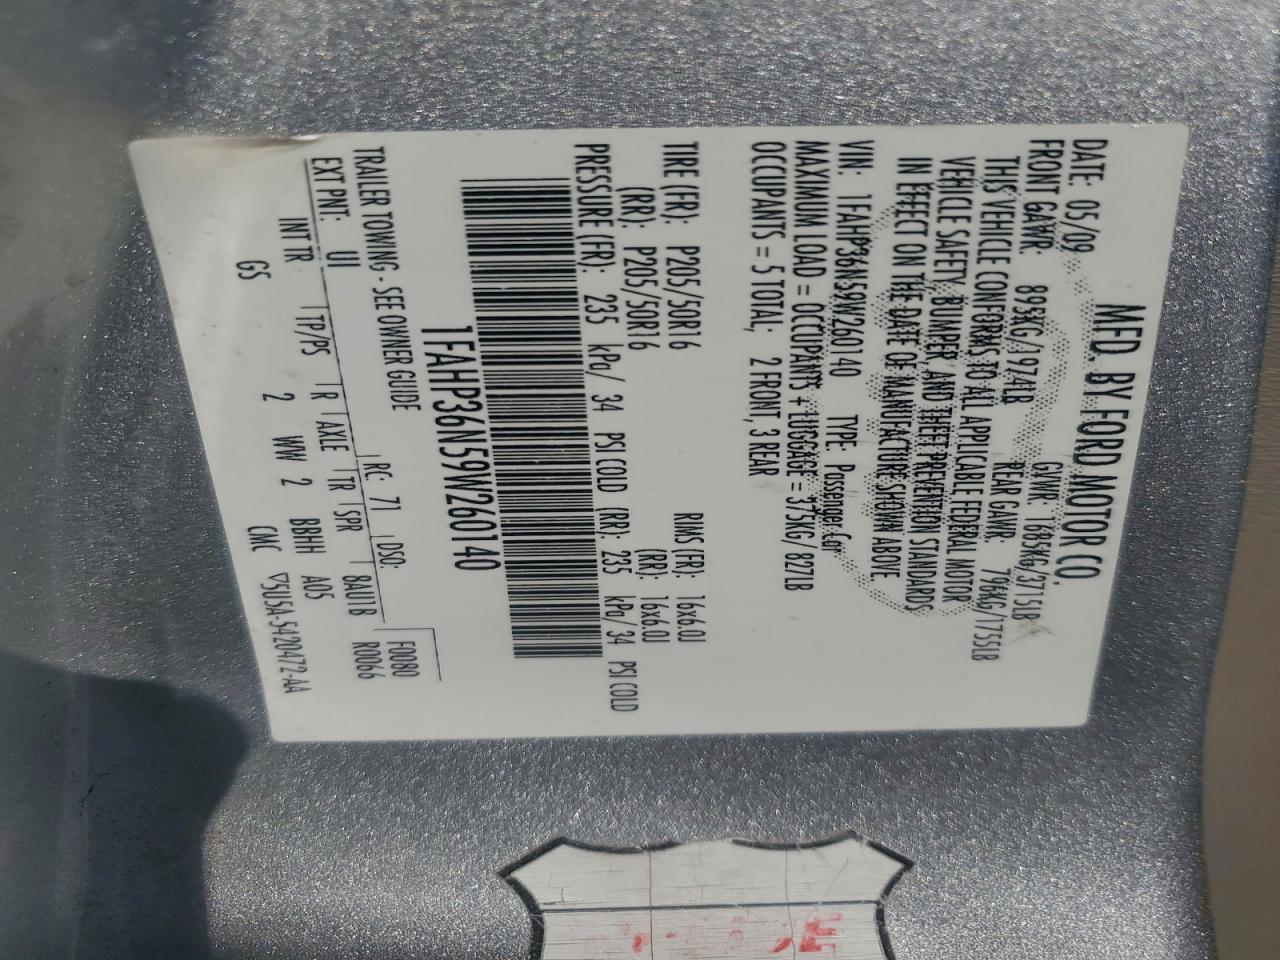 MFD. BY FORD MOTOR CO.
DATE: 05/09 GVWR: 1685KG/3715LB
FRONT GAWR: 895KG/1974LB REAR GAWR: 796KG/1755LB
THIS VEHICLE CONFORMS TO ALL APPLICABLE FEDERAL MOTOR
VEHICLE SAFETY, BUMPER, AND THEFT PREVENTION STANDARDS
IN EFFECT ON THE DATE OF MANUFACTURE SHOWN ABOVE
VIN: 1FAHP36N59W260140 TYPE: Passenger Car
MAXIMUM LOAD = OCCUPANTS + LUGGAGE = 375KG/ 827LB
OCCUPANTS = 5 TOTAL, 2 FRONT, 3 REAR
TIRE (FR): P205/50R16 RIMS (FR): 16x6.0J
(RR): P205/50R16 (RR): 16x6.0J
PRESSURE (FR): 235 kPa/ 34 PSI COLD (RR): 235 kPa/ 34 PSI COLD
1FAHP36N59W260140
TRAILER TOWING - SEE OWNER GUIDE F0080
EXT PNT: UI RC: 71 DSO: R0066
INT TR TP/PS R AXLE TR SPR 8AU1B
GS 2 WW 2 BBHH A05
CMC ▽5U5A-5420472-AA